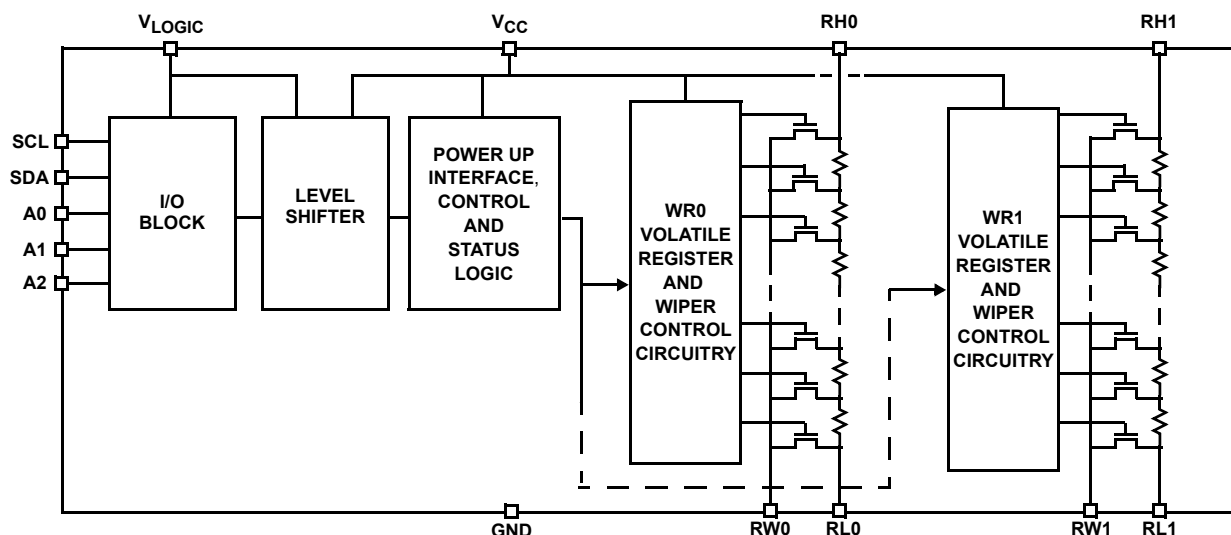 VLOGIC
VCC
RH0
RH1
SCL
SDA
A0
A1
A2
I/O
BLOCK
LEVEL
SHIFTER
POWER UP
INTERFACE,
CONTROL
AND
STATUS
LOGIC
WR0
VOLATILE
REGISTER
AND
WIPER
CONTROL
CIRCUITRY
WR1
VOLATILE
REGISTER
AND
WIPER
CONTROL
CIRCUITRY
GND
RW0
RL0
RW1
RL1